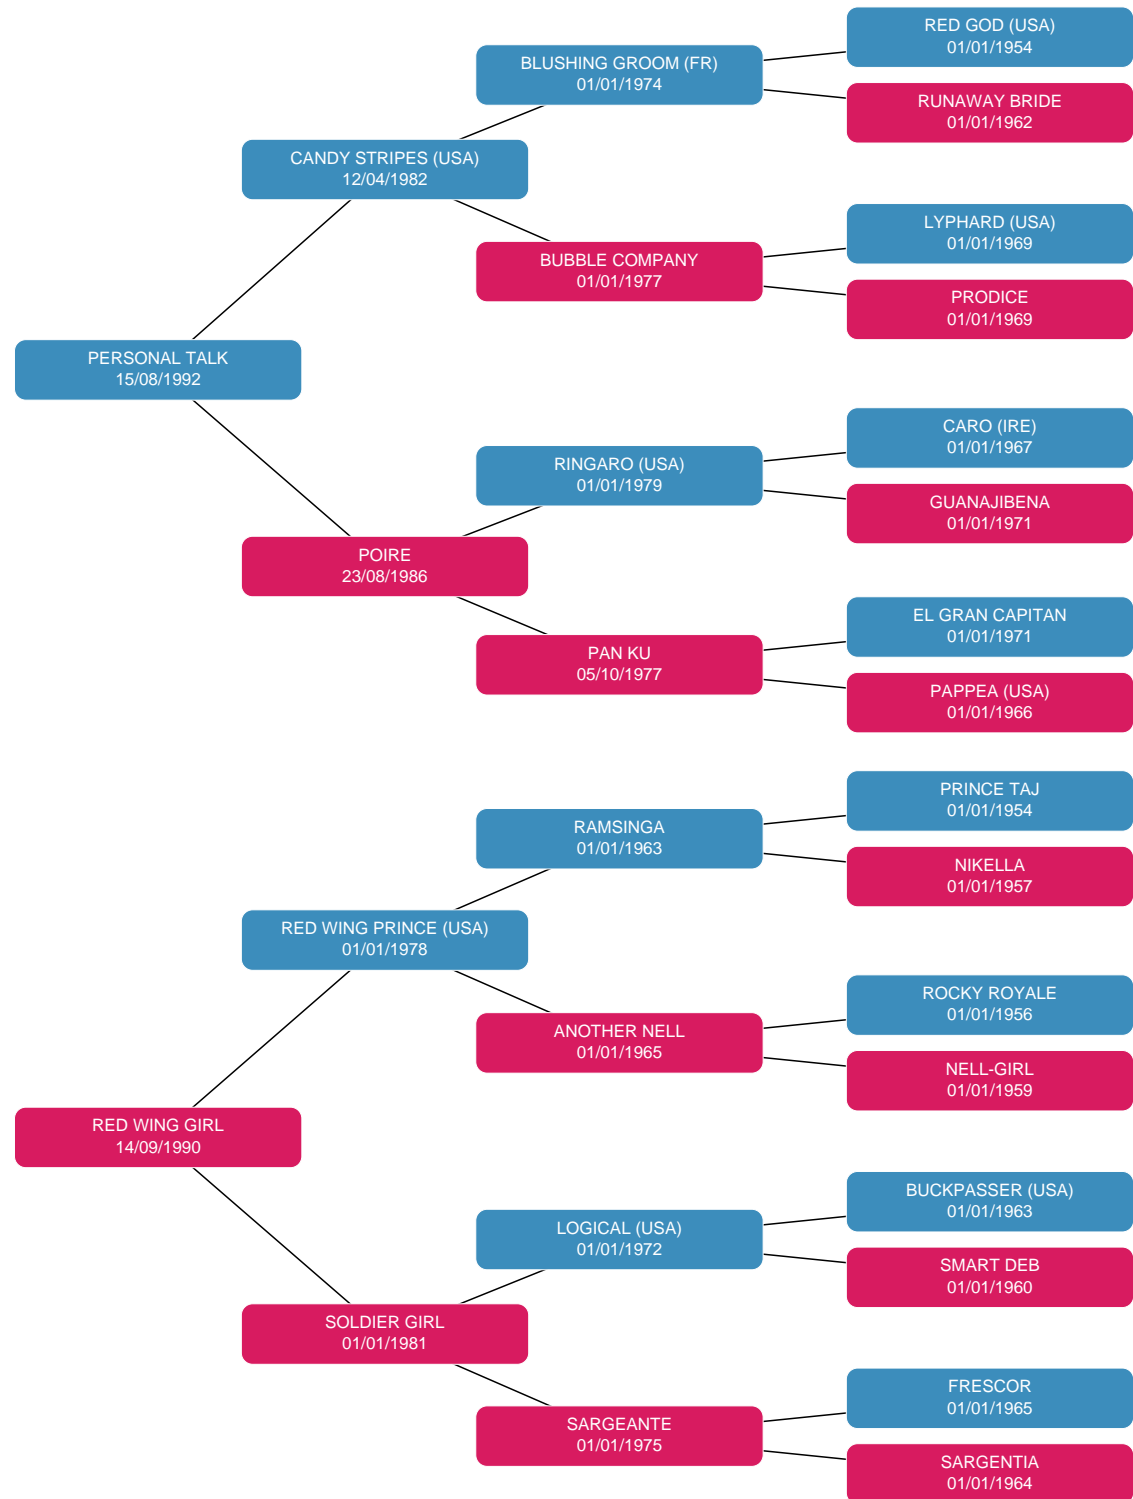 RED GOD (USA)
01/01/1954
BLUSHING GROOM (FR)
01/01/1974
RUNAWAY BRIDE
01/01/1962
CANDY STRIPES (USA)
12/04/1982
LYPHARD (USA)
01/01/1969
BUBBLE COMPANY
01/01/1977
PRODICE
01/01/1969
PERSONAL TALK
15/08/1992
CARO (IRE)
01/01/1967
RINGARO (USA)
01/01/1979
GUANAJIBENA
01/01/1971
POIRE
23/08/1986
EL GRAN CAPITAN
01/01/1971
PAN KU
05/10/1977
PAPPEA (USA)
01/01/1966
PRINCE TAJ
01/01/1954
RAMSINGA
01/01/1963
NIKELLA
01/01/1957
RED WING PRINCE (USA)
01/01/1978
ROCKY ROYALE
01/01/1956
ANOTHER NELL
01/01/1965
NELL-GIRL
01/01/1959
RED WING GIRL
14/09/1990
BUCKPASSER (USA)
01/01/1963
LOGICAL (USA)
01/01/1972
SMART DEB
01/01/1960
SOLDIER GIRL
01/01/1981
FRESCOR
01/01/1965
SARGEANTE
01/01/1975
SARGENTIA
01/01/1964